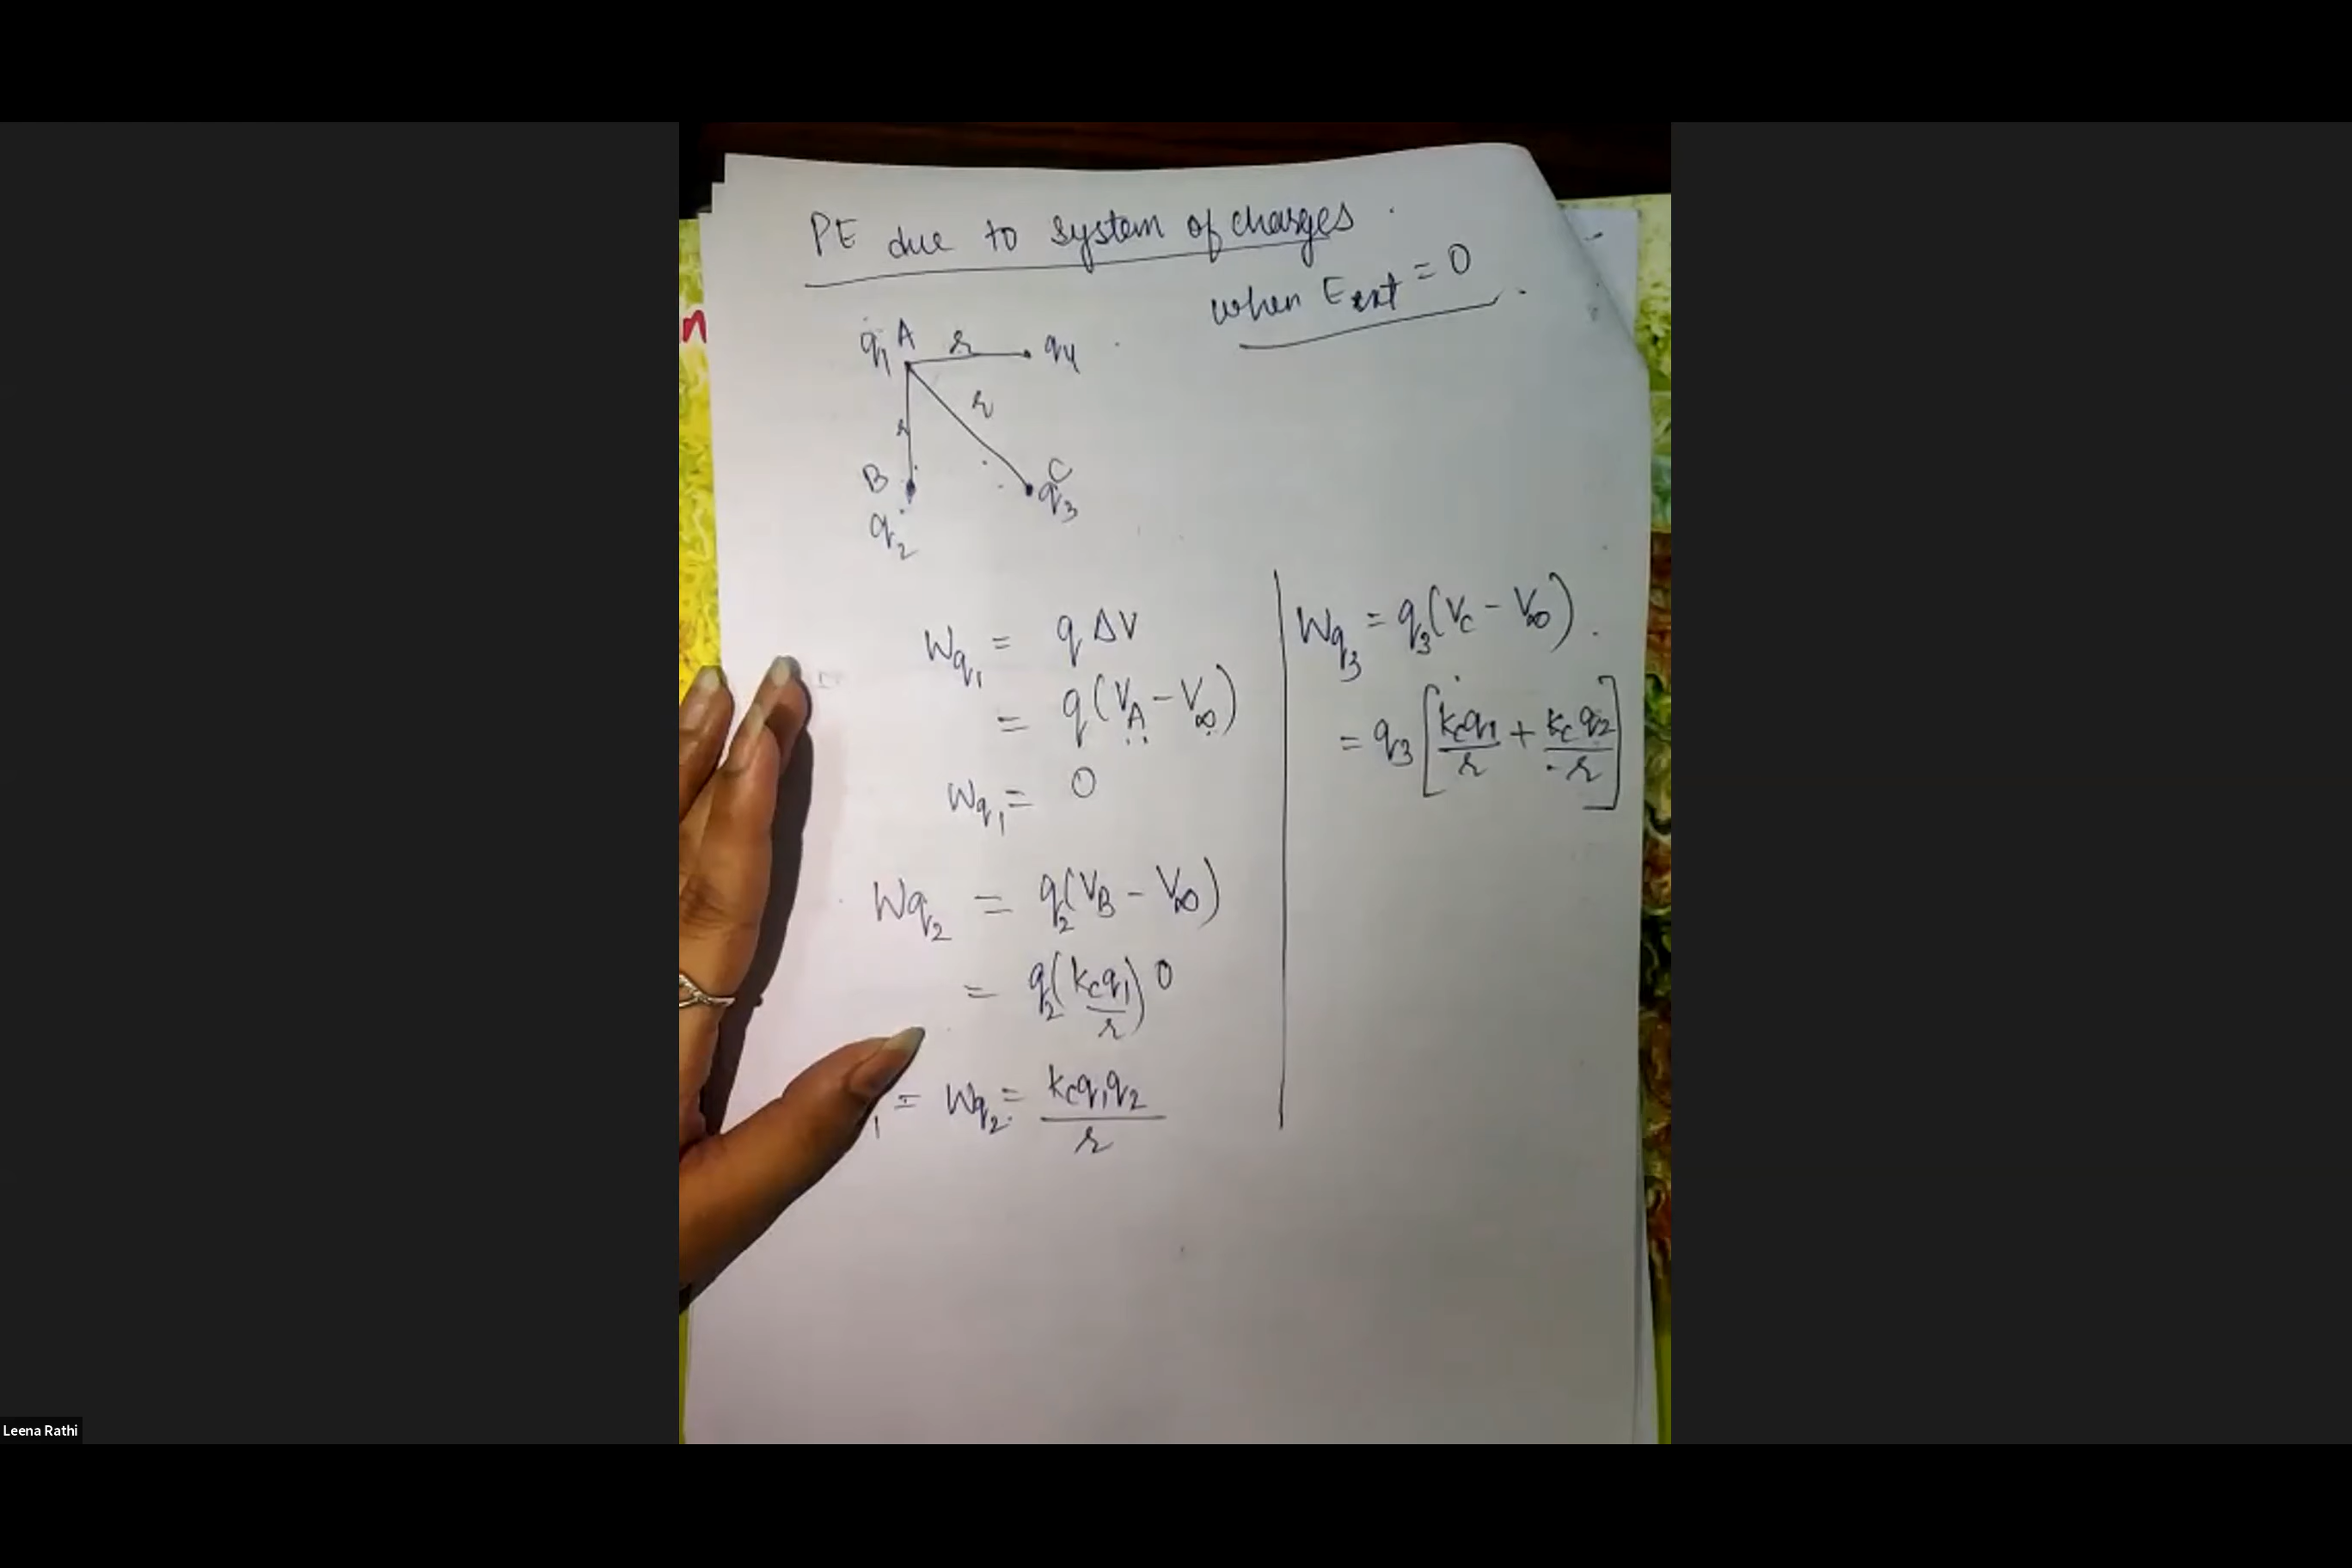 PE due to system of charges.
when Eext = 0
q1 A r q4
r
r
B
C
q3
q2
Wq1 = q ΔV
= q(VA - V∞)
Wq1 = 0
Wq2 = q2(VB - V∞)
= q2(kcq1/r) 0
1 = Wq2 = kcq1q2/r
Wq3 = q3(Vc - V∞).
= q3[kcq1/r + kcq2/r]
n
Leena Rathi